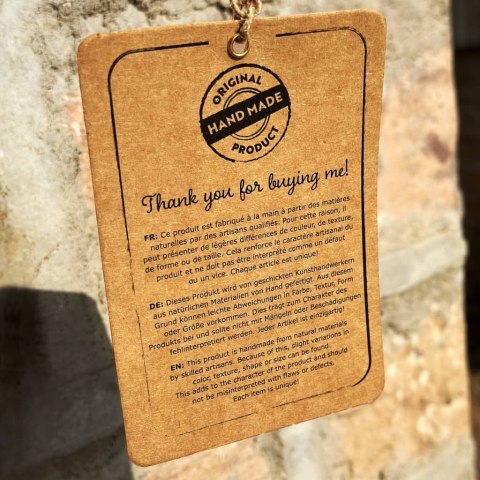 ORIGINAL
HAND MADE
PRODUCT
Thank you for buying me!
FR: Ce produit est fabriqué à la main à partir des matières
naturelles par des artisans qualifiés. Pour cette raison, il
peut présenter de légères différences de couleur, de texture,
de forme ou de taille. Cela renforce le caractère artisanal du
produit et ne doit pas être interprété comme un défaut
ou un vice. Chaque article est unique!
DE: Dieses Produkt wird von geschickten Kunsthandwerkern
aus natürlichen Materialien von Hand gefertigt. Aus diesem
Grund können leichte Abweichungen in Farbe, Textur, Form
oder Größe vorkommen. Dies trägt zum Charakter des
Produkts bei und sollte nicht mit Mängeln oder Beschädigungen
fehlinterpretiert werden. Jeder Artikel ist einzigartig!
EN: This product is handmade from natural materials
by skilled artisans. Because of this, slight variations in
color, texture, shape or size can be found.
This adds to the character of the product and should
not be misinterpreted with flaws or defects.
Each item is unique!